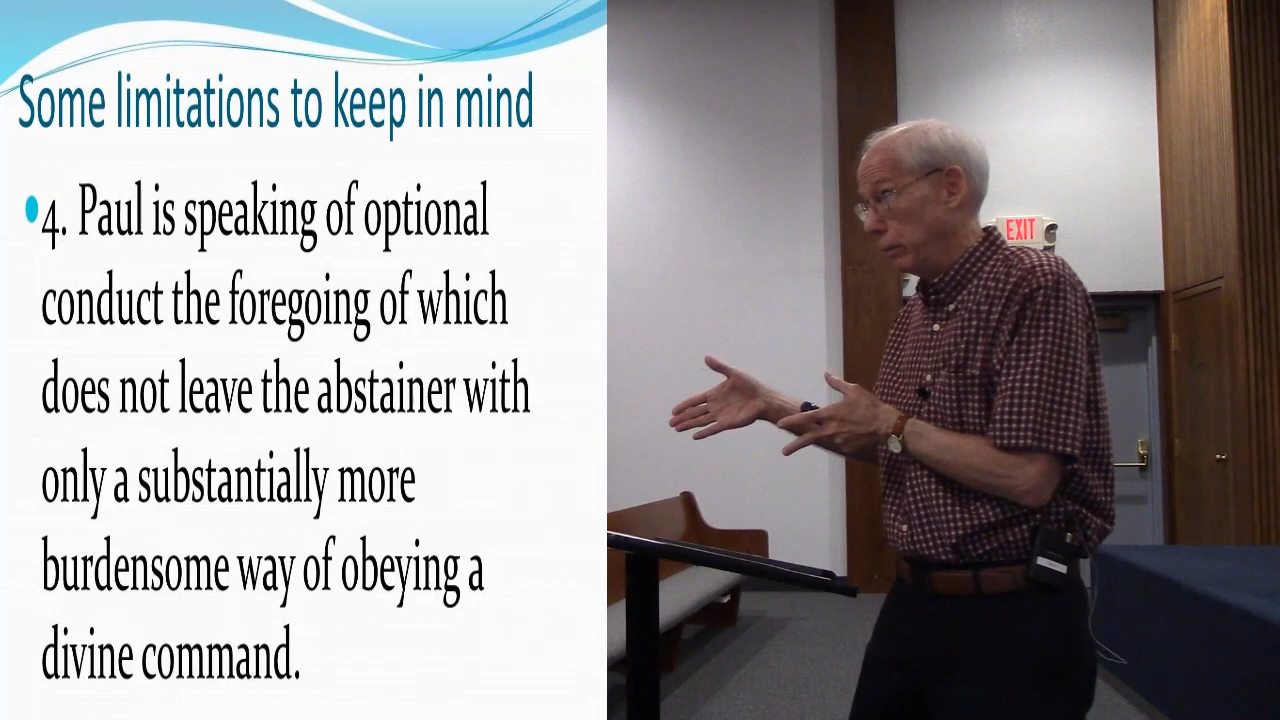 Some limitations to keep in mind
•4. Paul is speaking of optional
conduct the foregoing of which
does not leave the abstainer with
only a substantially more
burdensome way of obeying a
divine command.
EXIT